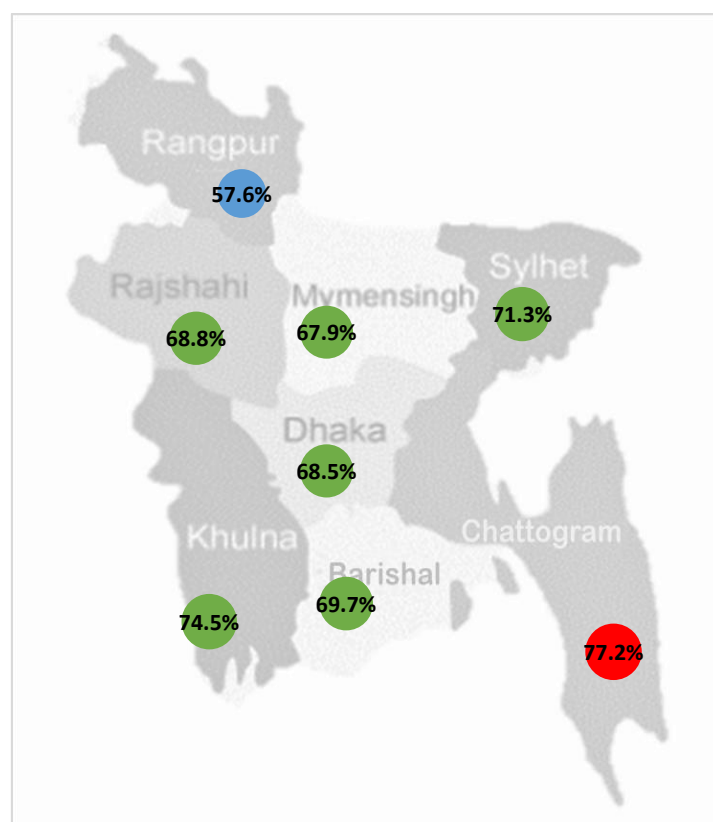 Rangpur
57.6%
Rajshahi
68.8%
Mymensingh
67.9%
Sylhet
71.3%
Dhaka
68.5%
Khulna
74.5%
Barishal
69.7%
Chattogram
77.2%